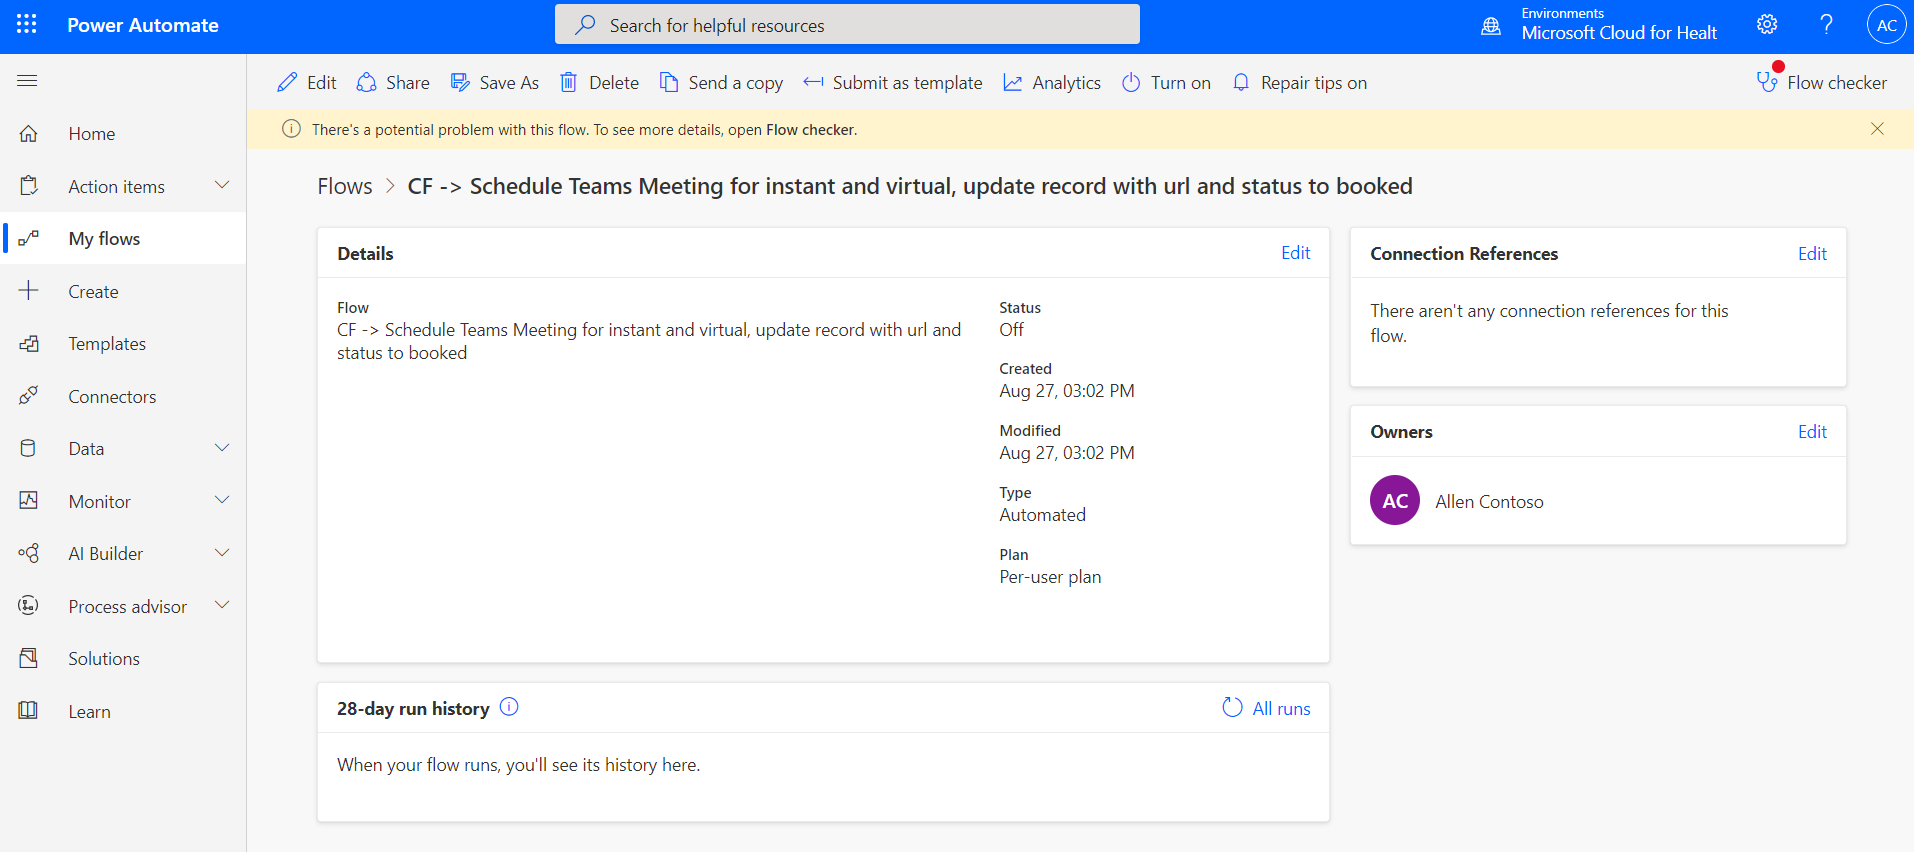 Power Automate
Search for helpful resources
Environments
Microsoft Cloud for Healt
AC
Edit
Share
Save As
Delete
Send a copy
Submit as template
Analytics
Turn on
Repair tips on
Flow checker
There's a potential problem with this flow. To see more details, open Flow checker.
Home
Action items
My flows
Create
Templates
Connectors
Data
Monitor
AI Builder
Process advisor
Solutions
Learn
Flows > CF -> Schedule Teams Meeting for instant and virtual, update record with url and status to booked
Details
Edit
Flow
CF -> Schedule Teams Meeting for instant and virtual, update record with url and
status to booked
Status
Off
Created
Aug 27, 03:02 PM
Modified
Aug 27, 03:02 PM
Type
Automated
Plan
Per-user plan
28-day run history
All runs
When your flow runs, you'll see its history here.
Connection References
Edit
There aren't any connection references for this
flow.
Owners
Edit
AC
Allen Contoso